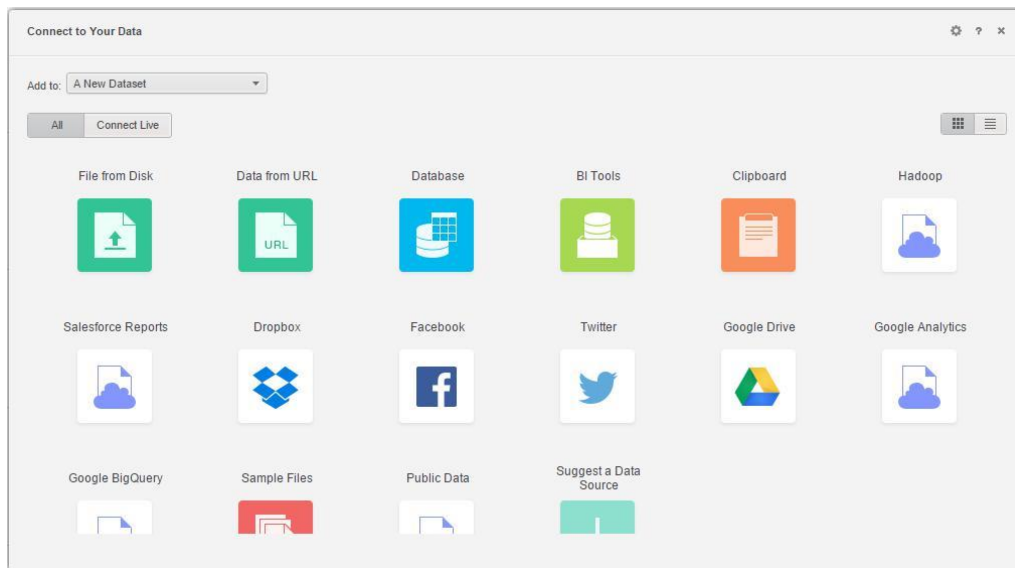 Connect to Your Data
?
Add to: A New Dataset
All Connect Live
File from Disk Data from URL Database BI Tools Clipboard Hadoop
URL
Salesforce Reports Dropbox Facebook Twitter Google Drive Google Analytics
Google BigQuery Sample Files Public Data Suggest a Data
Source